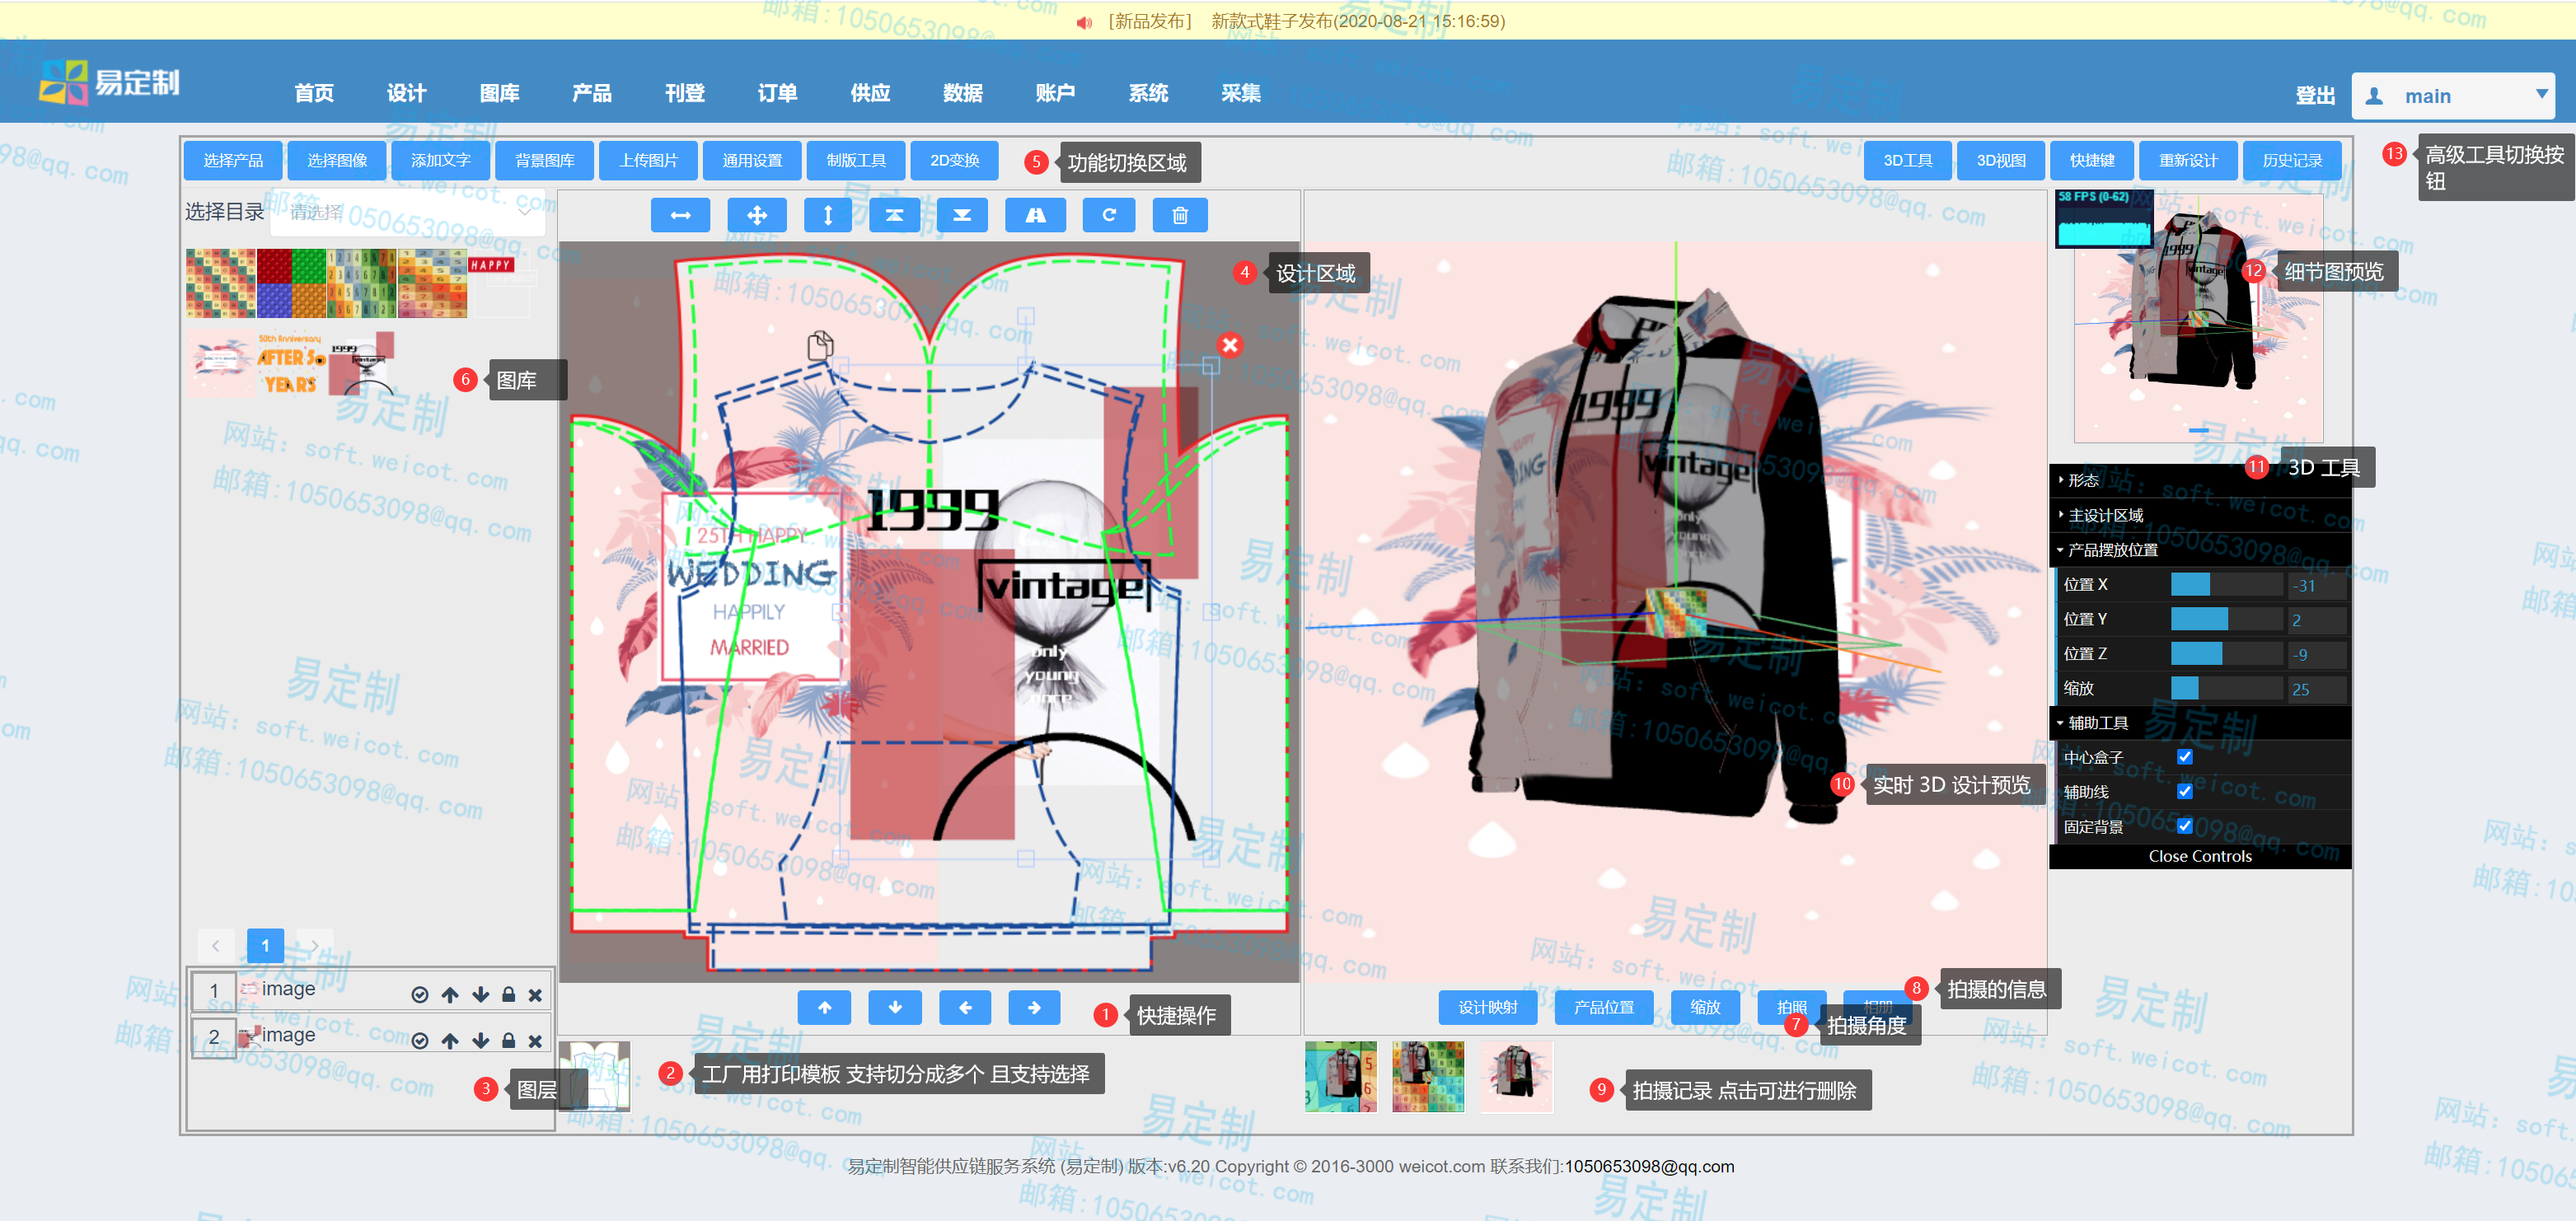 [新品发布] 新款式鞋子发布(2020-08-21 15:16:59)
易定制
首页 设计 图库 产品 刊登 订单 供应 数据 账户 系统 采集
登出 main
选择产品 选择图像 添加文字 背景图库 上传图片 通用设置 制版工具 2D变换
5 功能切换区域
3D工具 3D视图 快捷键 重新设计 历史记录
13 高级工具切换按
钮
选择目录 请选择
58 FPS (0-62)
4 设计区域
12 细节图预览
HAPPY
50th Anniversary
AFTER 50
YEARS
1999
vintage
6 图库
1999
vintage
only
young
once
25TH HAPPY
WEDDING
HAPPILY
MARRIED
1999
vintage
only
young
once
11 3D 工具
形态
主设计区域
产品摆放位置
位置 X -31
位置 Y 2
位置 Z -9
缩放 25
辅助工具
中心盒子
辅助线
固定背景
Close Controls
10 实时 3D 设计预览
1
1 image
2 image
3 图层
1 快捷操作
2 工厂用打印模板 支持切分成多个 且支持选择
设计映射 产品位置 缩放 拍照 相册
8 拍摄的信息
7 拍摄角度
9 拍摄记录 点击可进行删除
易定制智能供应链服务系统 (易定制) 版本:v6.20 Copyright © 2016-3000 weicot.com 联系我们:1050653098@qq.com
易定制
网站: soft.weicot.com
邮箱:1050653098@qq.com